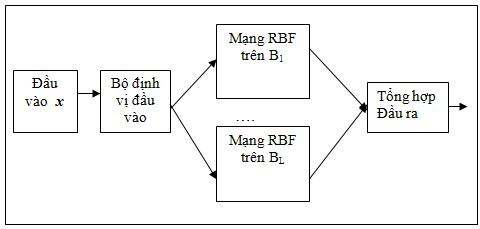 Mạng RBF
trên B1
Đầu
vào x
Bộ định
vị đầu
vào
....
Mạng RBF
trên BL
Tổng hợp
Đầu ra